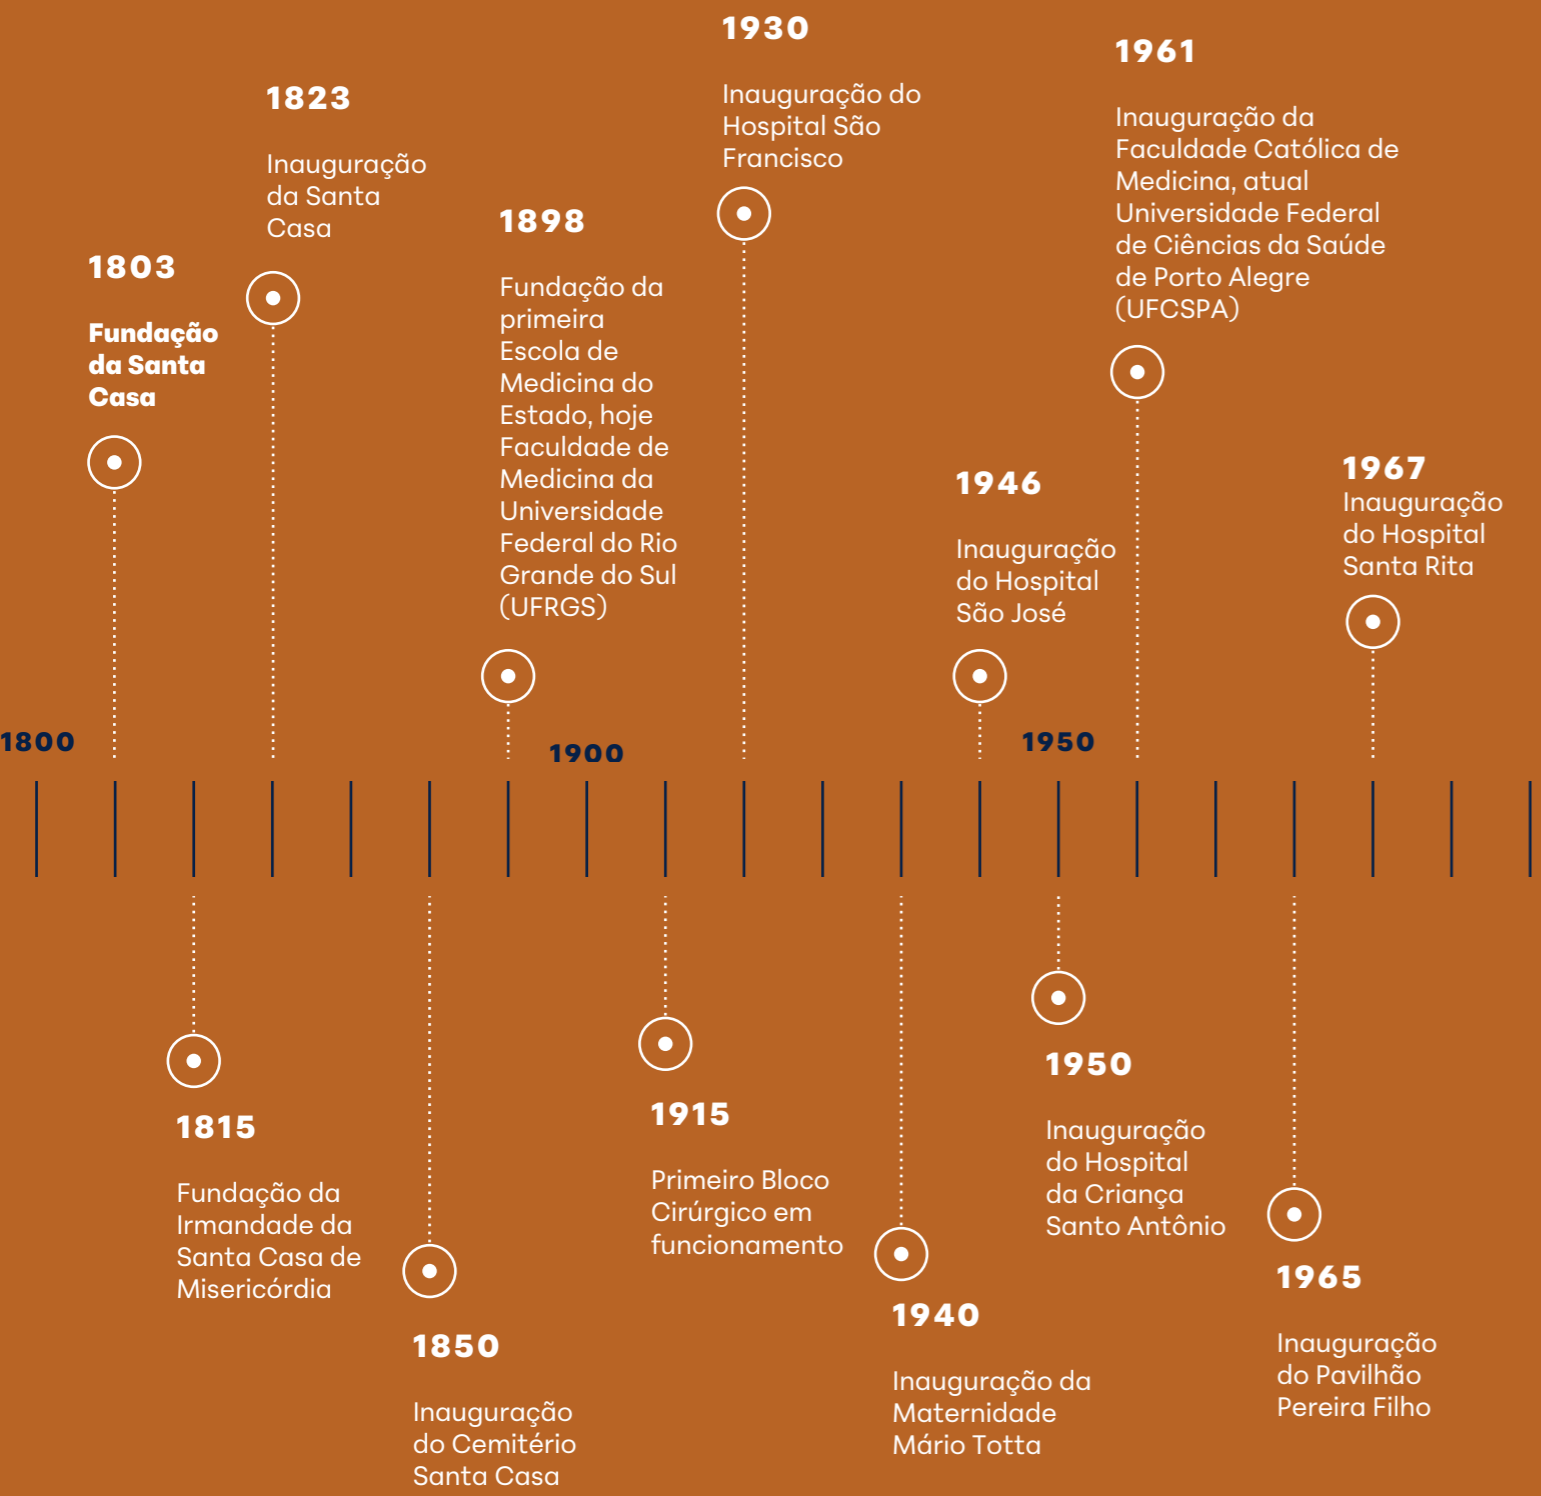 1803
Fundação
da Santa
Casa
1823
Inauguração
da Santa
Casa
1898
Fundação da
primeira
Escola de
Medicina do
Estado, hoje
Faculdade de
Medicina da
Universidade
Federal do Rio
Grande do Sul
(UFRGS)
1930
Inauguração do
Hospital São
Francisco
1946
Inauguração
do Hospital
São José
1961
Inauguração da
Faculdade Católica de
Medicina, atual
Universidade Federal
de Ciências da Saúde
de Porto Alegre
(UFCSPA)
1967
Inauguração
do Hospital
Santa Rita
1800
1900
1950
1815
Fundação da
Irmandade da
Santa Casa de
Misericórdia
1850
Inauguração
do Cemitério
Santa Casa
1915
Primeiro Bloco
Cirúrgico em
funcionamento
1940
Inauguração da
Maternidade
Mário Totta
1950
Inauguração
do Hospital
da Criança
Santo Antônio
1965
Inauguração
do Pavilhão
Pereira Filho